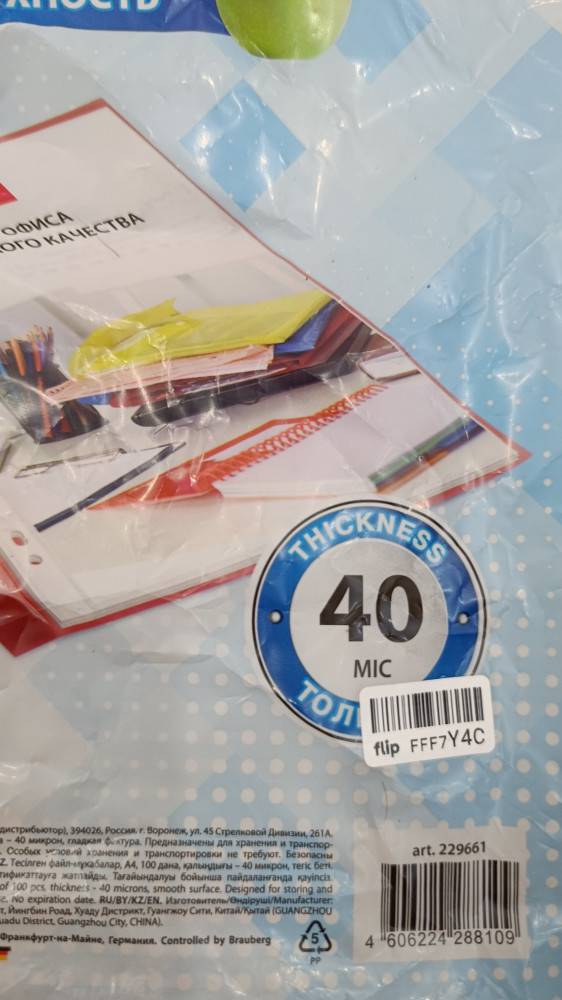 ХНОСТЬ
ОФИСА
КОГО КАЧЕСТВА
THICKNESS
40
MIC
ТОЛ
flip FFF7Y4C
дистрибьютор), 394026, Россия, г. Воронеж, ул. 45 Стрелковой Дивизии, 261А.
а – 40 микрон, гладкая фактура. Предназначены для хранения и транспор-
Особых условий хранения и транспортировки не требуют. Безопасны
Z. Тесілген файл-мұқабалар, А4, 100 дана, қалыңдығы – 40 микрон, тегіс беті.
тификаттауға жатпайды. Тағайындалуы бойынша пайдаланғанда қауіпсіз.
of 100 pcs, thickness - 40 microns, smooth surface. Designed for storing and
se. No expiration date. RU/BY/KZ/EN. Изготовитель/Өндіруші/Manufacturer:
т, Йингбин Роад, Хуаду Дистрикт, Гуангжоу Сити, Китай/Қытай (GUANGZHOU
uadu District, Guangzhou City, CHINA).
Франкфурт-на-Майне, Германия. Controlled by Brauberg
5
PP
art. 229661
4 606224 288109